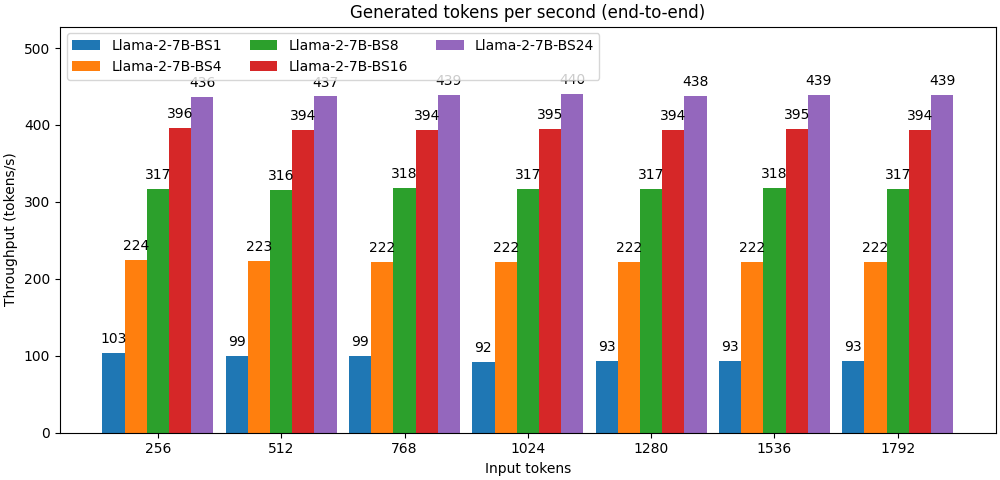 Generated tokens per second (end-to-end)
Llama-2-7B-BS1 Llama-2-7B-BS8 Llama-2-7B-BS24
Llama-2-7B-BS4 Llama-2-7B-BS16
Throughput (tokens/s)
500
400
300
200
100
0
103 224 317 396 436
99 223 316 394 437
99 222 318 394 439
92 222 317 395 440
93 222 317 394 438
93 222 318 395 439
93 222 317 394 439
256 512 768 1024 1280 1536 1792
Input tokens